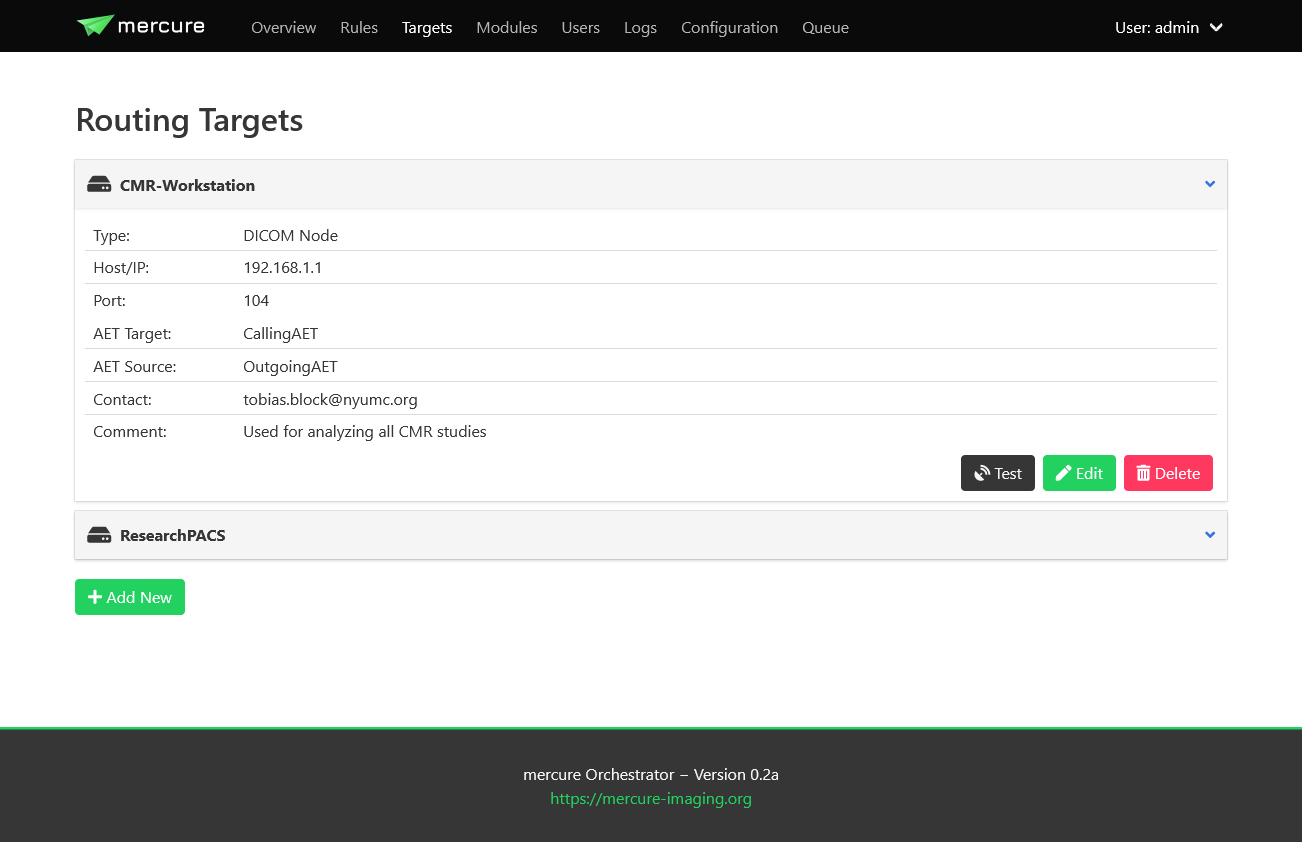 mercure Overview Rules Targets Modules Users Logs Configuration Queue User: admin
Routing Targets
CMR-Workstation
Type: DICOM Node
Host/IP: 192.168.1.1
Port: 104
AET Target: CallingAET
AET Source: OutgoingAET
Contact: tobias.block@nyumc.org
Comment: Used for analyzing all CMR studies
Test Edit Delete
ResearchPACS
Add New
mercure Orchestrator – Version 0.2a
https://mercure-imaging.org